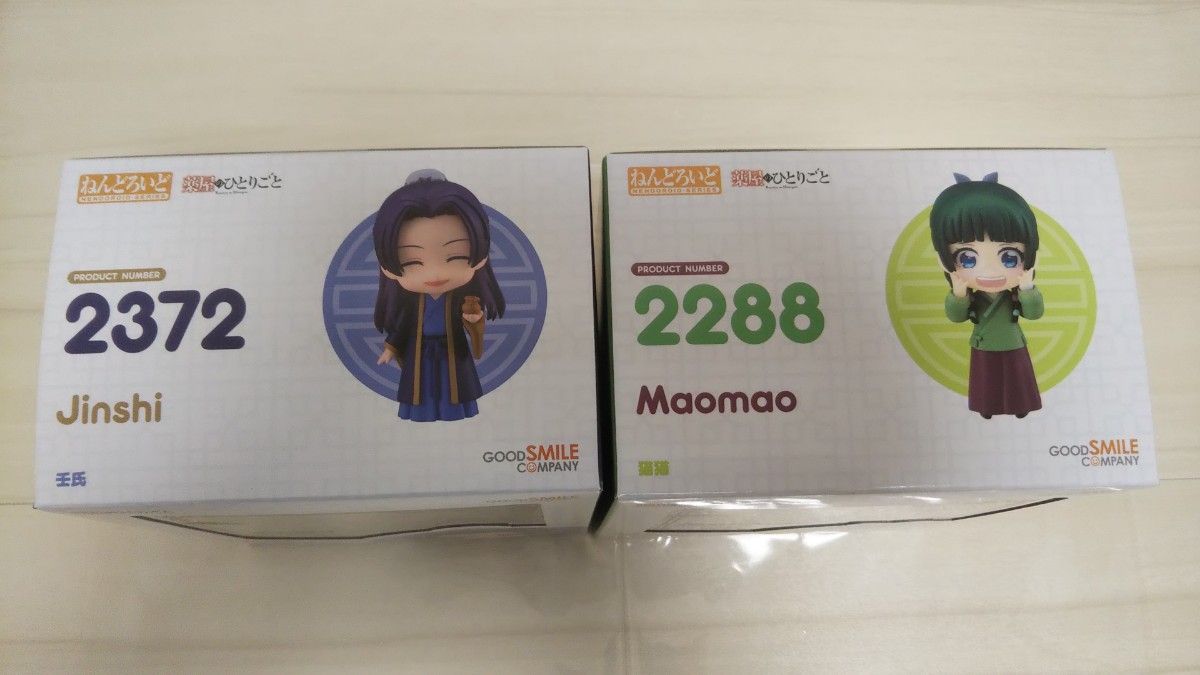 ねんどろいど
NENDOROID SERIES
薬屋のひとりごと
PRODUCT NUMBER
2372
Jinshi
壬氏
GOOD SMILE
COMPANY
ねんどろいど
NENDOROID SERIES
薬屋のひとりごと
PRODUCT NUMBER
2288
Maomao
猫猫
GOOD SMILE
COMPANY